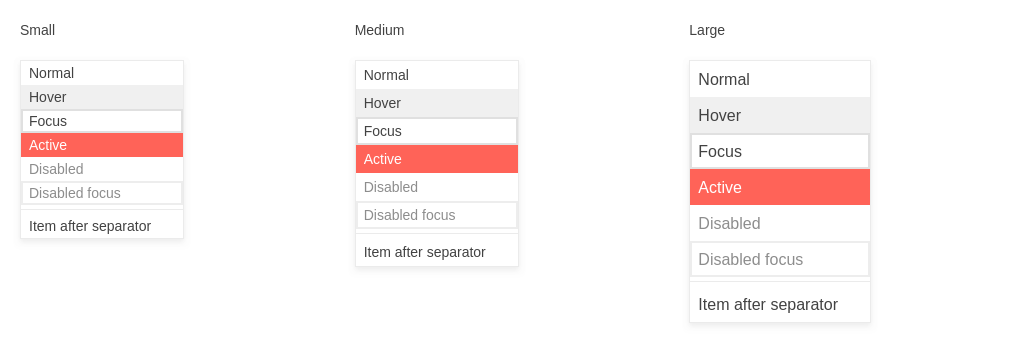 Small
Normal
Hover
Focus
Active
Disabled
Disabled focus
Item after separator
Medium
Normal
Hover
Focus
Active
Disabled
Disabled focus
Item after separator
Large
Normal
Hover
Focus
Active
Disabled
Disabled focus
Item after separator